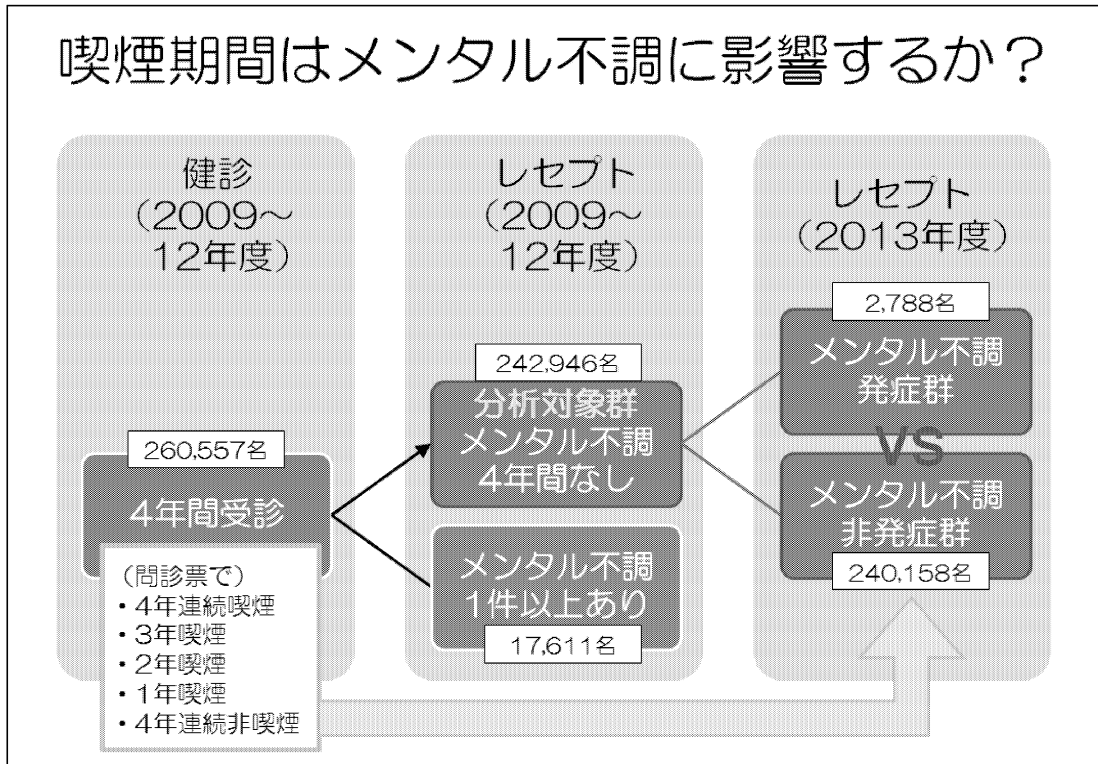 喫煙期間はメンタル不調に影響するか？
健診
（2009～
12年度）
260,557名
4年間受診
（問診票で）
・4年連続喫煙
・3年喫煙
・2年喫煙
・1年喫煙
・4年連続非喫煙
レセプト
（2009～
12年度）
242,946名
分析対象群
メンタル不調
4年間なし
メンタル不調
1件以上あり
17,611名
レセプト
（2013年度）
2,788名
メンタル不調
発症群
VS
メンタル不調
非発症群
240,158名